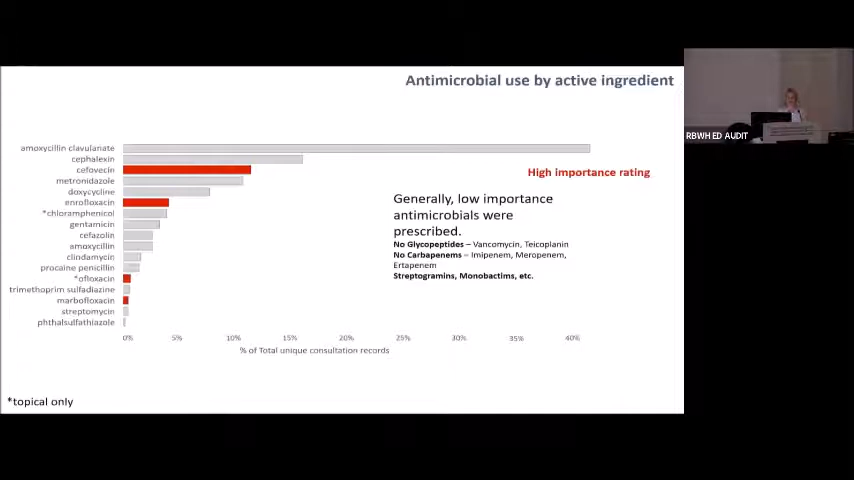 Antimicrobial use by active ingredient
amoxycillin clavulanate
cephalexin
cefovecin
metronidazole
doxycycline
enrofloxacin
*chloramphenicol
gentamicin
cefazolin
amoxycillin
clindamycin
procaine penicillin
*ofloxacin
trimethoprim sulfadiazine
marbofloxacin
streptomycin
phthalsulfathiazole
0% 5% 10% 15% 20% 25% 30% 35% 40%
% of Total unique consultation records
High importance rating
Generally, low importance
antimicrobials were
prescribed.
No Glycopeptides – Vancomycin, Teicoplanin
No Carbapenems – Imipenem, Meropenem,
Ertapenem
Streptogramins, Monobactims, etc.
*topical only
RBWH ED AUDIT